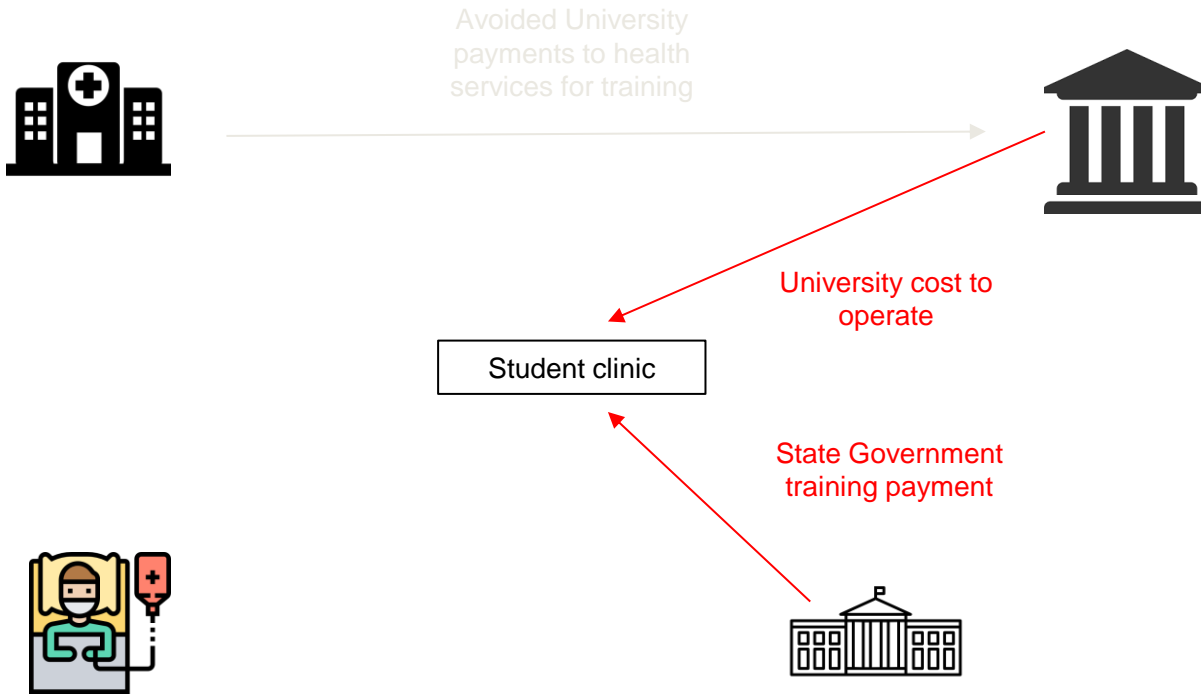 Avoided University
payments to health
services for training
University cost to
operate
Student clinic
State Government
training payment